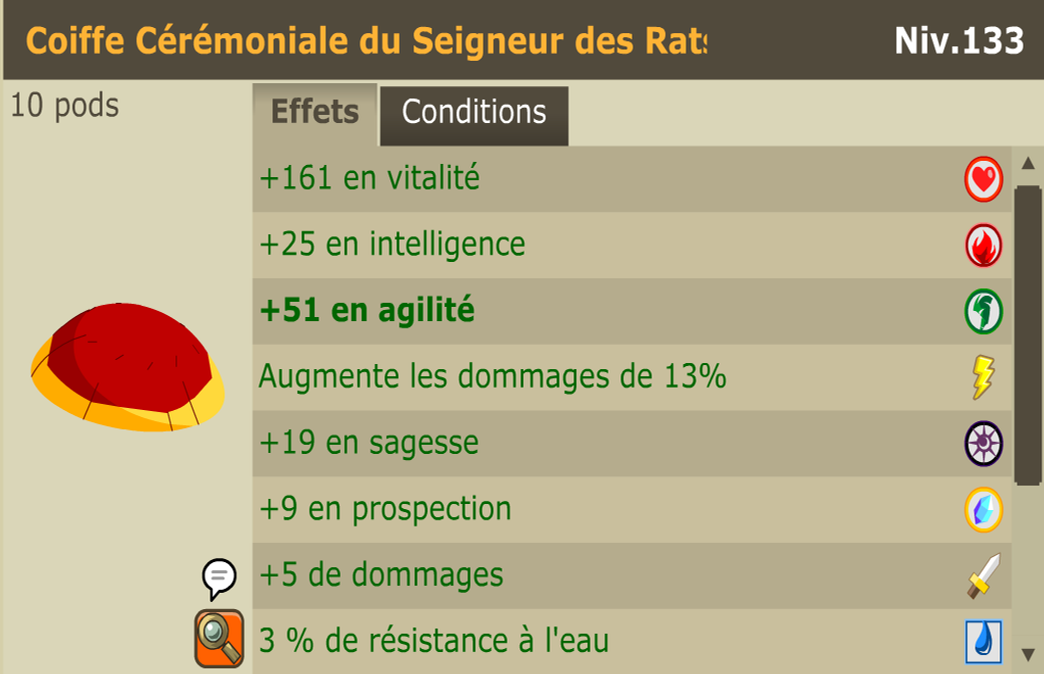 Coiffe Cérémoniale du Seigneur des Rats
Niv.133
10 pods
Effets
Conditions
+161 en vitalité
+25 en intelligence
+51 en agilité
Augmente les dommages de 13%
+19 en sagesse
+9 en prospection
+5 de dommages
3 % de résistance à l'eau